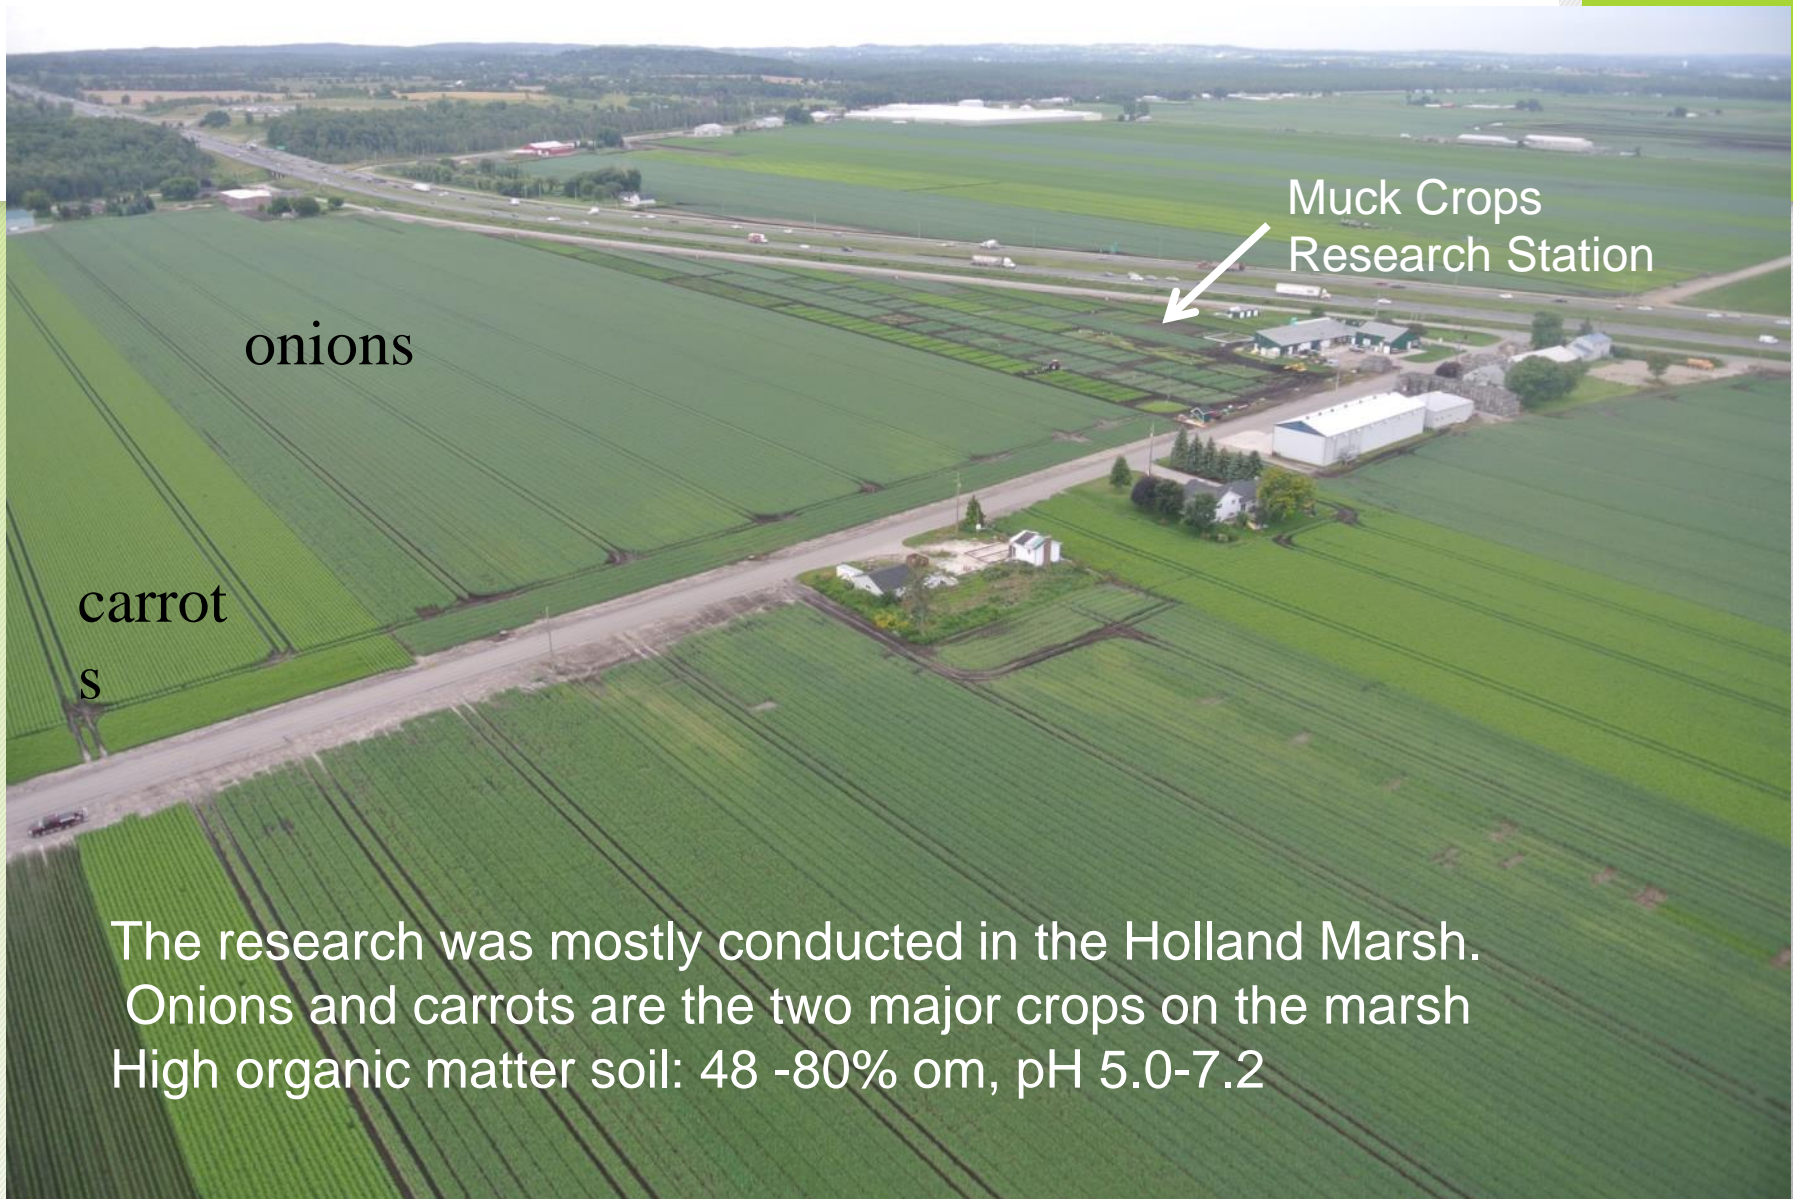 Muck Crops
Research Station
onions
carrot
s
The research was mostly conducted in the Holland Marsh.
Onions and carrots are the two major crops on the marsh
High organic matter soil: 48 -80% om, pH 5.0-7.2